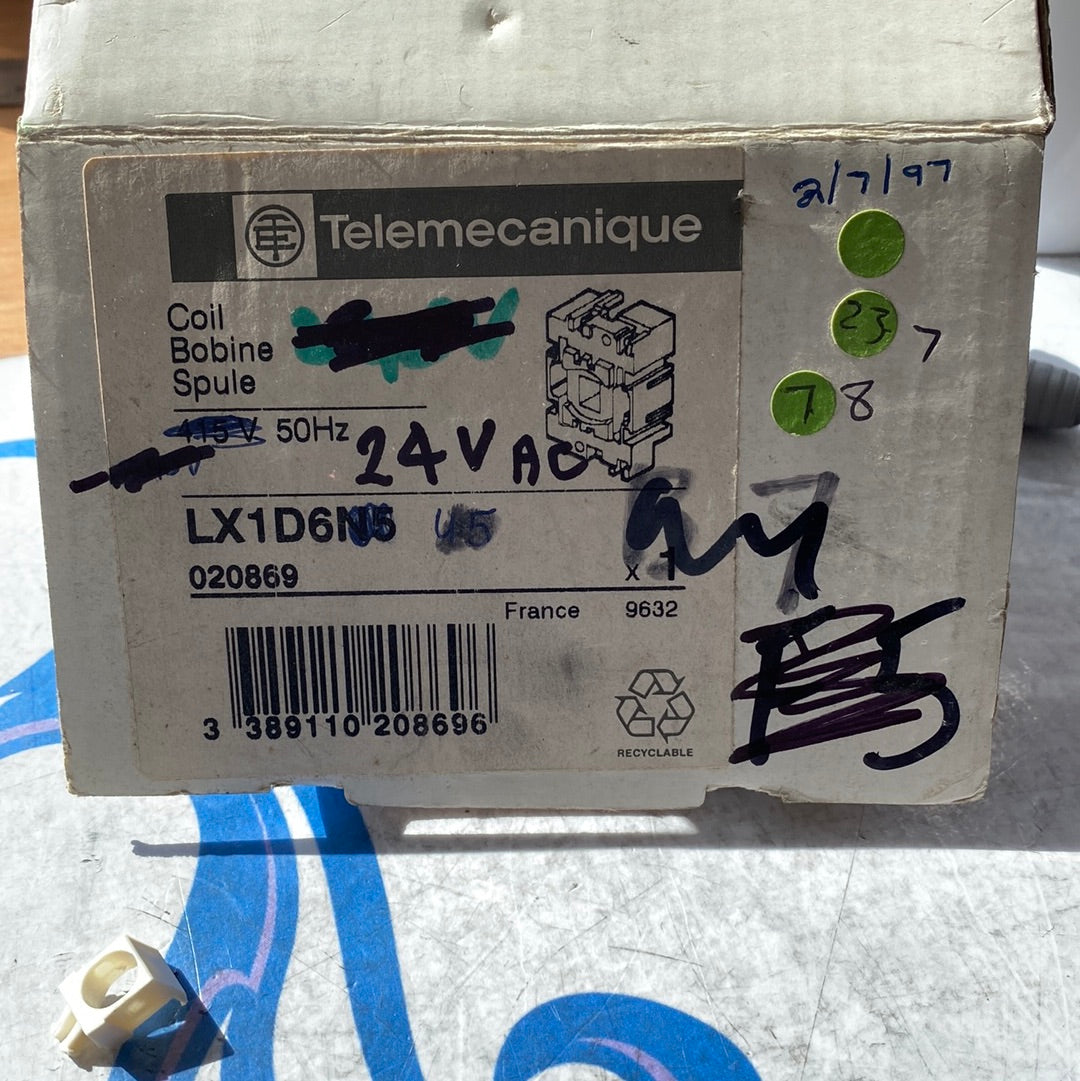 2/7/97
Telemecanique
23 7
7 8
Coil
Bobine
Spule
415 V 50Hz 24V AC
LX1D6N5
020869
x 1
France 9632
3 389110 208696
RECYCLABLE